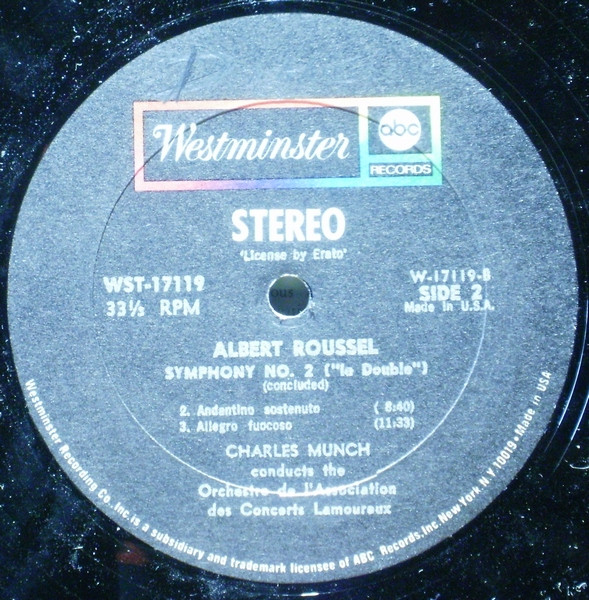 Westminster
abc
RECORDS
STEREO
'License by Erato'
WST-17119
33⅓ RPM
W-17119-B
SIDE 2
Made in U.S.A.
ALBERT ROUSSEL
SYMPHONY NO. 2 ("le Double")
(concluded)
2. Andantino sostenuto ( 8:40)
3. Allegro fuocoso (11:33)
CHARLES MUNCH
conducts the
Orchestre de l'Association
des Concerts Lamoureux
Westminster Recording Co. Inc. is a subsidiary and trademark licensee of ABC Records, Inc. New York, N Y 10019 • Made in USA